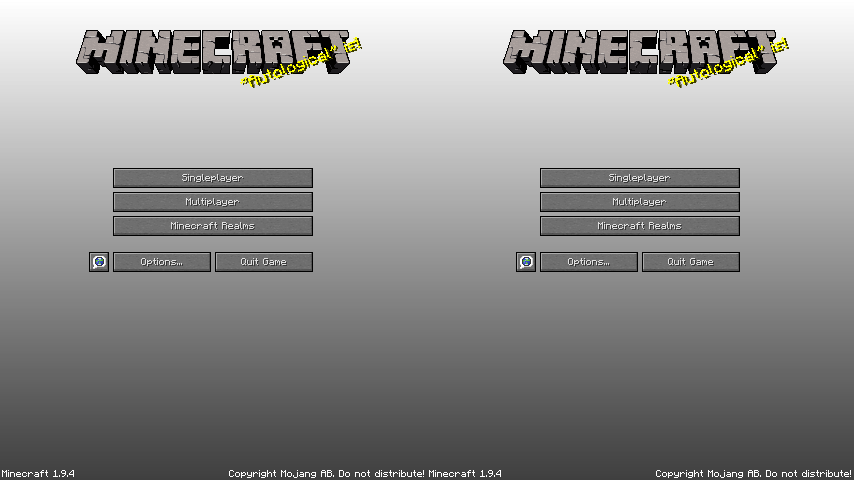 MINECRAFT MINECRAFT
"Autological" is! "Autological" is!
Singleplayer Singleplayer
Multiplayer Multiplayer
Minecraft Realms Minecraft Realms
Options... Quit Game Options... Quit Game
Minecraft 1.9.4 Copyright Mojang AB. Do not distribute! Minecraft 1.9.4 Copyright Mojang AB. Do not distribute!